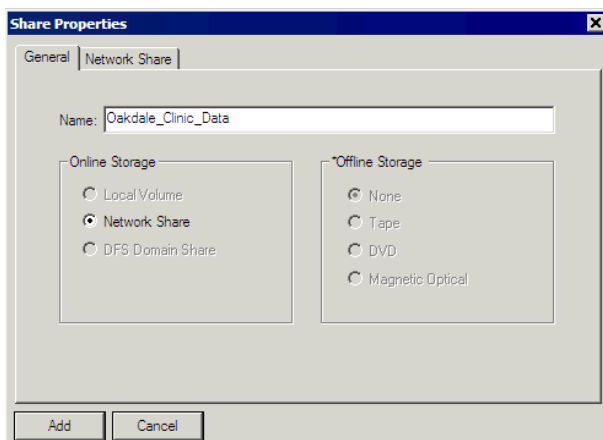 Share Properties
General
Network Share
Name:
Oakdale_Clinic_Data
Online Storage
Local Volume
Network Share
DFS Domain Share
*Offline Storage
None
Tape
DVD
Magnetic Optical
Add
Cancel